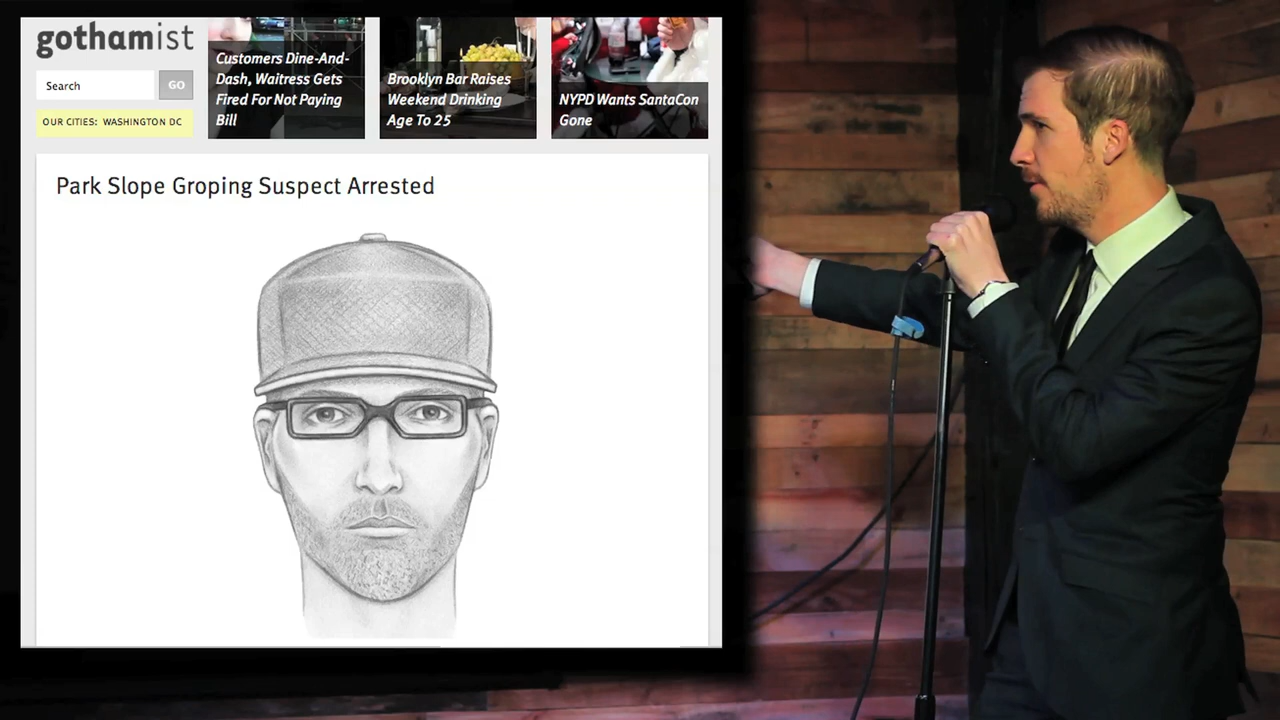 gothamist
Search
GO
OUR CITIES: WASHINGTON DC
Customers Dine-And-
Dash, Waitress Gets
Fired For Not Paying
Bill
Brooklyn Bar Raises
Weekend Drinking
Age To 25
NYPD Wants SantaCon
Gone
Park Slope Groping Suspect Arrested